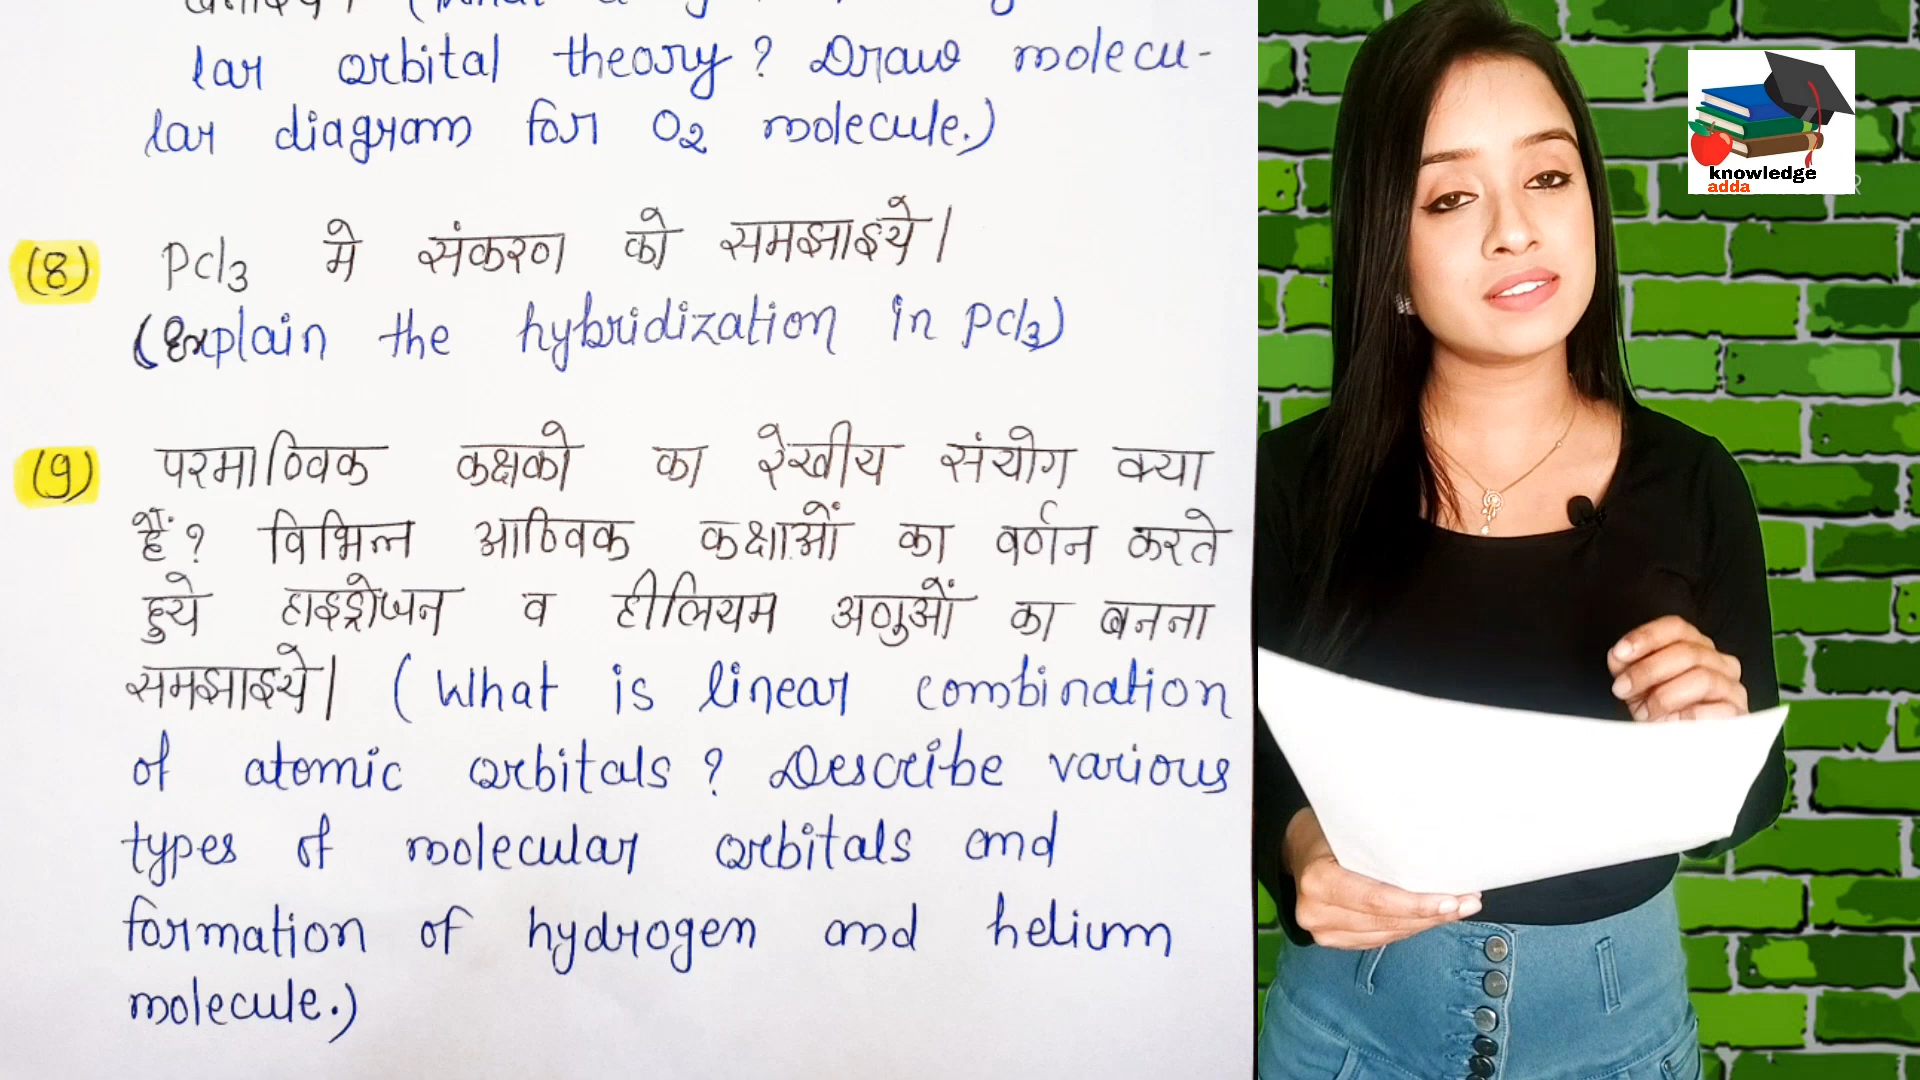 lar orbital theory? Draw molecu-
lar diagram for O2 molecule.)
(8) PCl3 मे संकरण को समझाइये।
(Explain the hybridization in PCl3)
(9) परमाण्विक कक्षको का रेखीय संयोग क्या
हैं? विभिन्न आण्विक कक्षाओं का वर्णन करते
हुये हाइड्रोजन व हीलियम अणुओं का बनना
समझाइये। (What is linear combination
of atomic orbitals? Describe various
types of molecular orbitals and
formation of hydrogen and helium
molecule.)
knowledge
adda